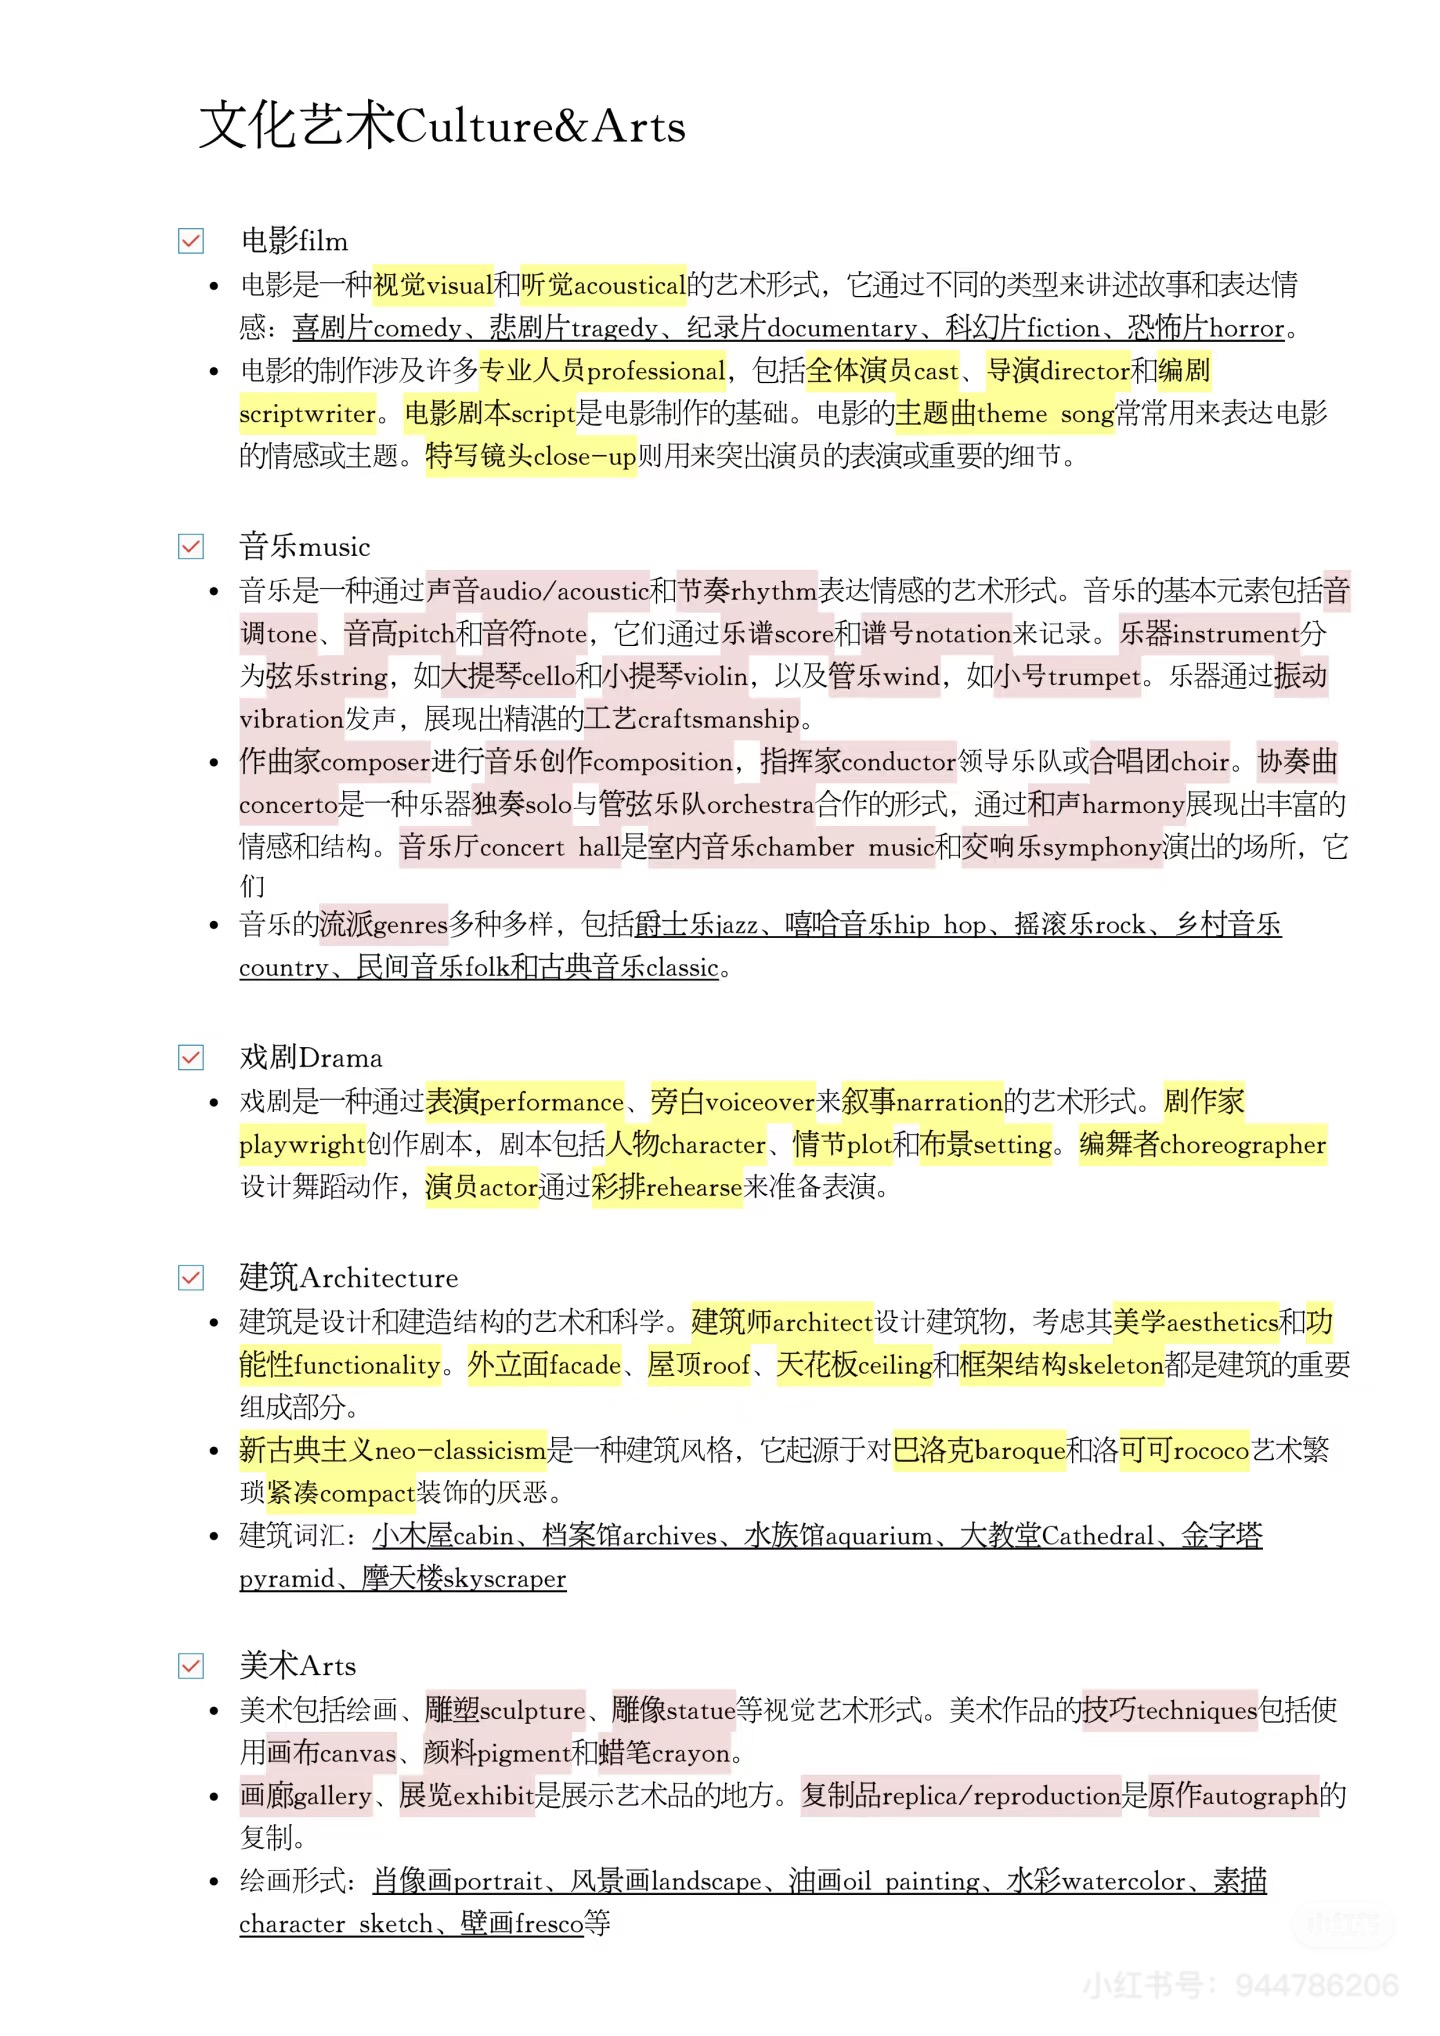 文化艺术Culture&Arts
电影film
电影是一种视觉visual和听觉acoustical的艺术形式，它通过不同的类型来讲述故事和表达情
感：喜剧片comedy、悲剧片tragedy、纪录片documentary、科幻片fiction、恐怖片horror。
电影的制作涉及许多专业人员professional，包括全体演员cast、导演director和编剧
scriptwriter。电影剧本script是电影制作的基础。电影的主题曲theme song常常用来表达电影
的情感或主题。特写镜头close-up则用来突出演员的表演或重要的细节。
音乐music
音乐是一种通过声音audio/acoustic和节奏rhythm表达情感的艺术形式。音乐的基本元素包括音
调tone、音高pitch和音符note，它们通过乐谱score和谱号notation来记录。乐器instrument分
为弦乐string，如大提琴cello和小提琴violin，以及管乐wind，如小号trumpet。乐器通过振动
vibration发声，展现出精湛的工艺craftsmanship。
作曲家composer进行音乐创作composition，指挥家conductor领导乐队或合唱团choir。协奏曲
concerto是一种乐器独奏solo与管弦乐队orchestra合作的形式，通过和声harmony展现出丰富的
情感和结构。音乐厅concert hall是室内音乐chamber music和交响乐symphony演出的场所，它
们
音乐的流派genres多种多样，包括爵士乐jazz、嘻哈音乐hip hop、摇滚乐rock、乡村音乐
country、民间音乐folk和古典音乐classic。
戏剧Drama
戏剧是一种通过表演performance、旁白voiceover来叙事narration的艺术形式。剧作家
playwright创作剧本，剧本包括人物character、情节plot和布景setting。编舞者choreographer
设计舞蹈动作，演员actor通过彩排rehearse来准备表演。
建筑Architecture
建筑是设计和建造结构的艺术和科学。建筑师architect设计建筑物，考虑其美学aesthetics和功
能性functionality。外立面facade、屋顶roof、天花板ceiling和框架结构skeleton都是建筑的重要
组成部分。
新古典主义neo-classicism是一种建筑风格，它起源于对巴洛克baroque和洛可可rococo艺术繁
琐紧凑compact装饰的厌恶。
建筑词汇：小木屋cabin、档案馆archives、水族馆aquarium、大教堂Cathedral、金字塔
pyramid、摩天楼skyscraper
美术Arts
美术包括绘画、雕塑sculpture、雕像statue等视觉艺术形式。美术作品的技巧techniques包括使
用画布canvas、颜料pigment和蜡笔crayon。
画廊gallery、展览exhibit是展示艺术品的地方。复制品replica/reproduction是原作autograph的
复制。
绘画形式：肖像画portrait、风景画landscape、油画oil painting、水彩watercolor、素描
character sketch、壁画fresco等
小红书
小红书号：944786206